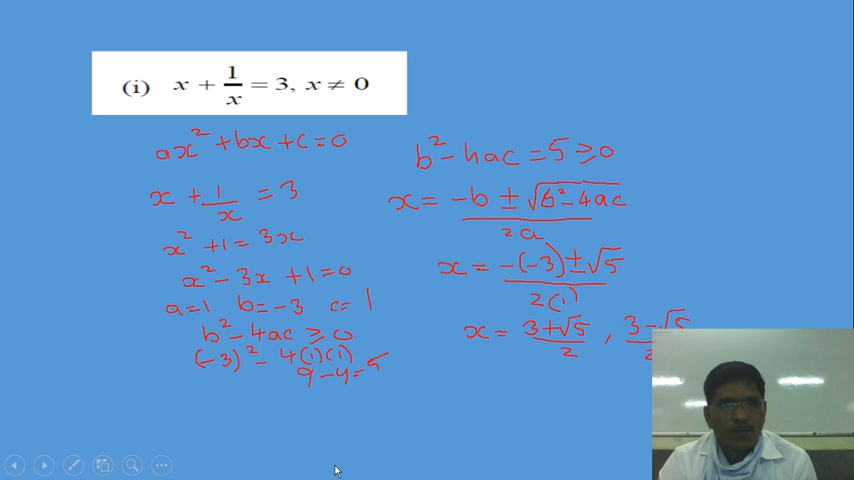 (i) x + 1/x = 3, x ≠ 0
ax² + bx + c = 0
x + 1/x = 3
x² + 1 = 3x
x² - 3x + 1 = 0
a = 1 b = -3 c = 1
b² - 4ac ≥ 0
(-3)² - 4(1)(1)
9 - 4 = 5
b² - 4ac = 5 ≥ 0
x = -b ± √b² - 4ac / 2a
x = -(-3) ± √5 / 2(1)
x = 3 + √5 / 2 , 3 - √5 / 2